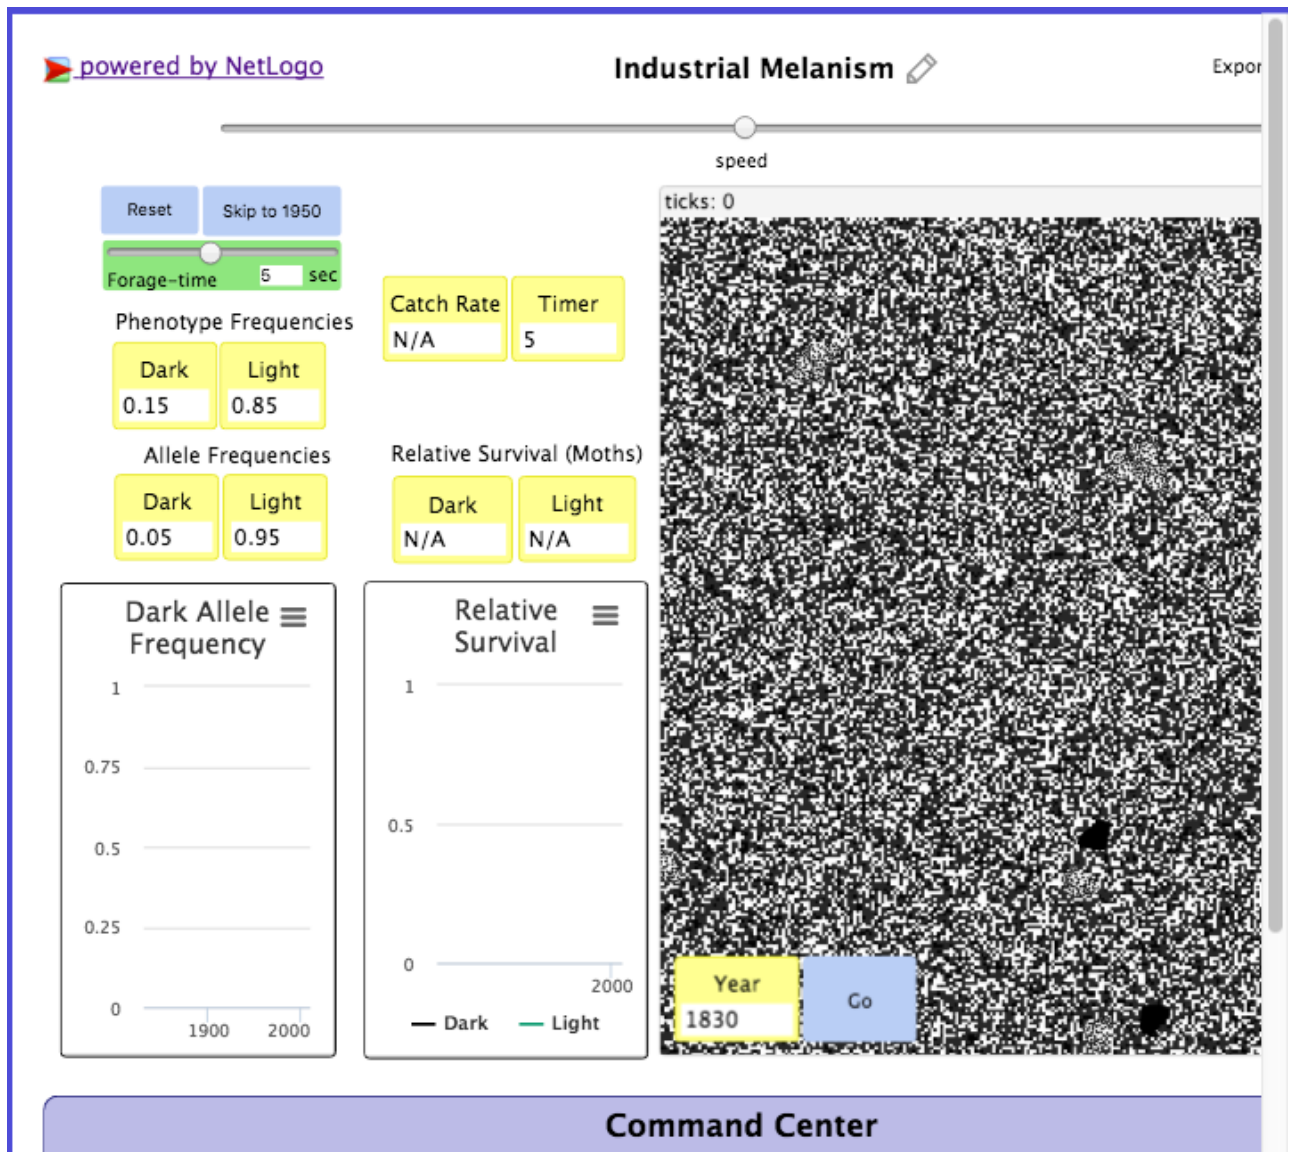 powered by NetLogo
Industrial Melanism
Expor
speed
Reset
Skip to 1950
Forage-time
5
sec
ticks: 0
Catch Rate
N/A
Timer
5
Phenotype Frequencies
Dark
0.15
Light
0.85
Allele Frequencies
Dark
0.05
Light
0.95
Relative Survival (Moths)
Dark
N/A
Light
N/A
Dark Allele
Frequency
1
0.75
0.5
0.25
0
1900
2000
Relative
Survival
1
0.5
0
2000
Dark
Light
Year
1830
Go
Command Center